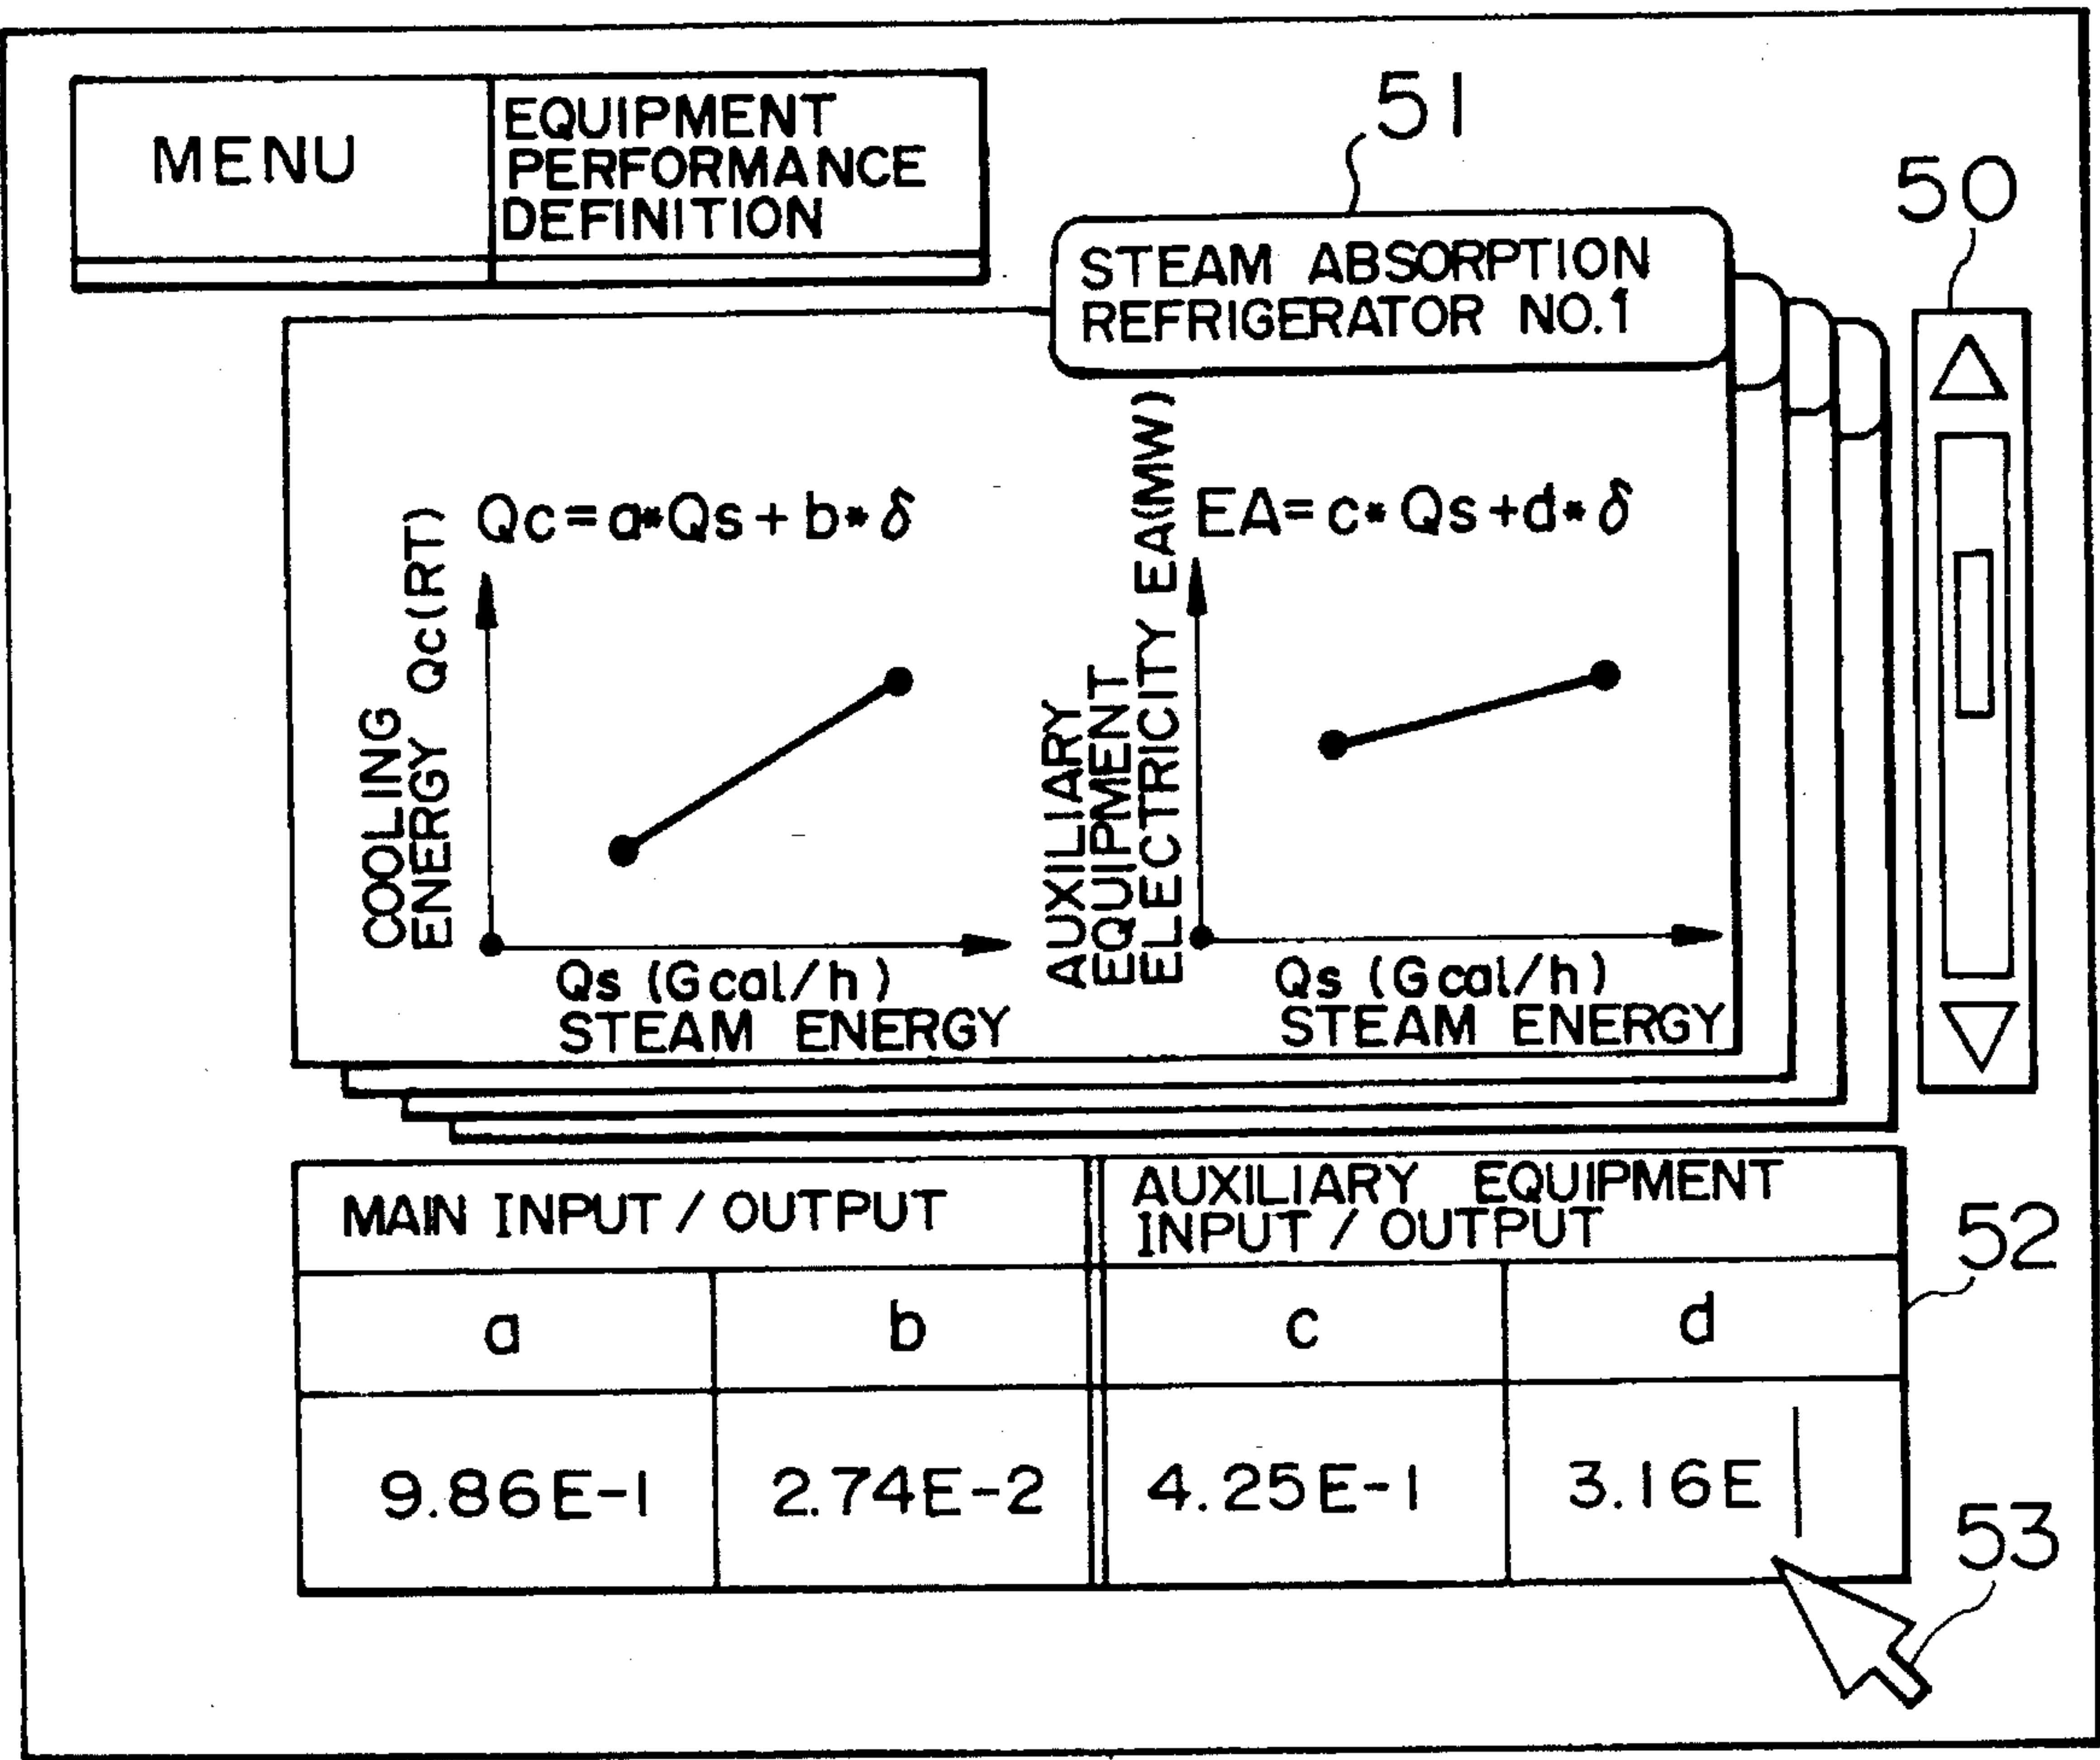 MENU
EQUIPMENT
PERFORMANCE
DEFINITION
51
50
STEAM ABSORPTION
REFRIGERATOR NO.1
COOLING
ENERGY Qc(RT)
Qc=a*Qs+b*δ
Qs (Gcal/h)
STEAM ENERGY
AUXILIARY
EQUIPMENT
ELECTRICITY EA(MW)
EA=c*Qs+d*δ
Qs (Gcal/h)
STEAM ENERGY
MAIN INPUT/OUTPUT
AUXILIARY EQUIPMENT
INPUT/OUTPUT
52
a
b
c
d
9.86E-1
2.74E-2
4.25E-1
3.16E
53